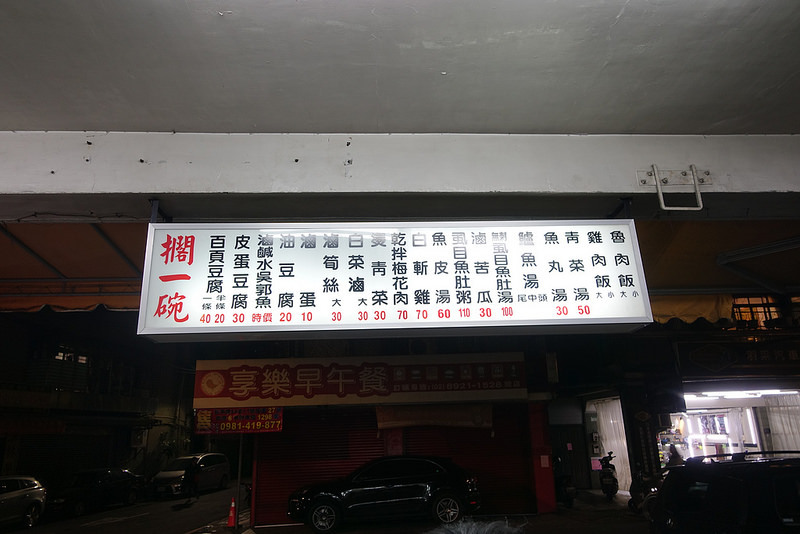 魯肉飯 大 小
雞肉飯 大 小
青菜湯 50
魚丸湯 30
鱸魚湯 頭 中 尾
虱目魚肚湯 100
滷苦瓜 30
虱目魚肚粥 110
魚皮湯 60
白斬雞 70
乾拌梅花肉 70
燙青菜 30
白菜滷 大 30
滷筍絲 大 30
滷蛋 10
油豆腐 20
滷鹹水吳郭魚 時價
皮蛋豆腐 30
百頁豆腐 半條 20 一條 40
擱一碗
享樂早午餐
0981-419-877